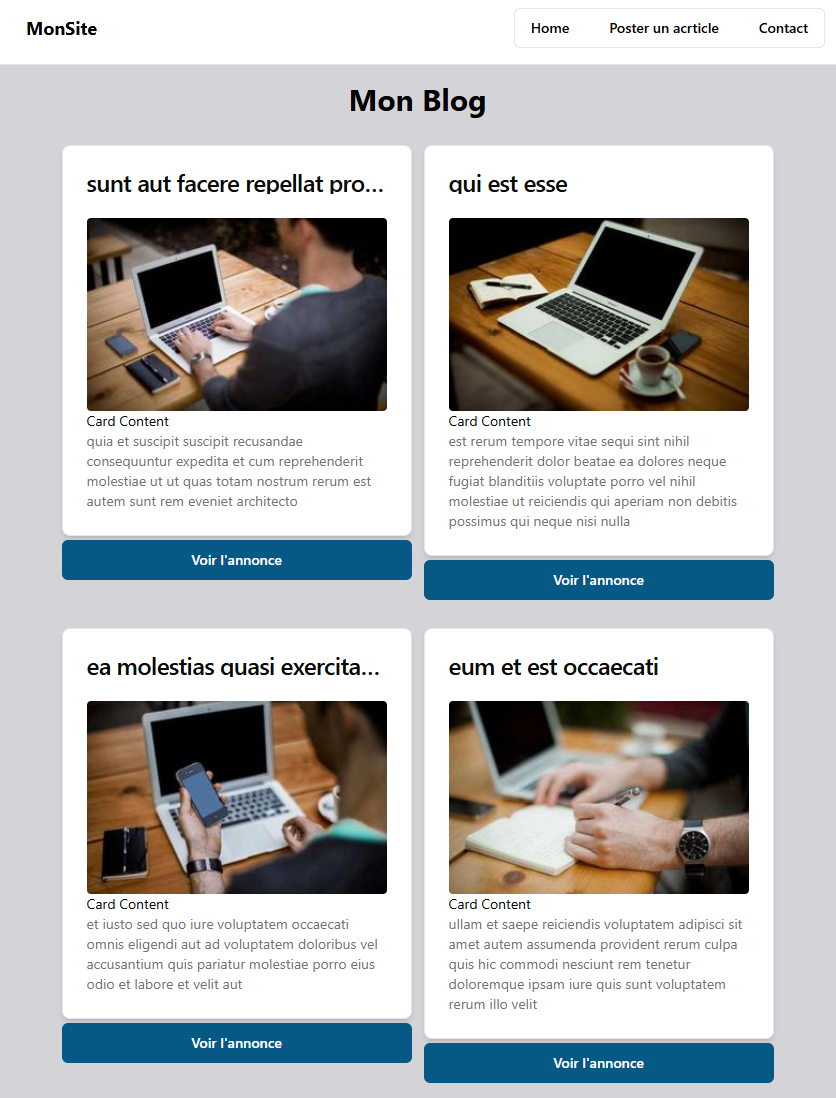 MonSite
Home
Poster un acrticle
Contact
Mon Blog
sunt aut facere repellat pro...
Card Content
quia et suscipit suscipit recusandae
consequuntur expedita et cum reprehenderit
molestiae ut ut quas totam nostrum rerum est
autem sunt rem eveniet architecto
Voir l'annonce
qui est esse
Card Content
est rerum tempore vitae sequi sint nihil
reprehenderit dolor beatae ea dolores neque
fugiat blanditiis voluptate porro vel nihil
molestiae ut reiciendis qui aperiam non debitis
possimus qui neque nisi nulla
Voir l'annonce
ea molestias quasi exercita...
Card Content
et iusto sed quo iure voluptatem occaecati
omnis eligendi aut ad voluptatem doloribus vel
accusantium quis pariatur molestiae porro eius
odio et labore et velit aut
Voir l'annonce
eum et est occaecati
Card Content
ullam et saepe reiciendis voluptatem adipisci sit
amet autem assumenda provident rerum culpa
quis hic commodi nesciunt rem tenetur
doloremque ipsam iure quis sunt voluptatem
rerum illo velit
Voir l'annonce